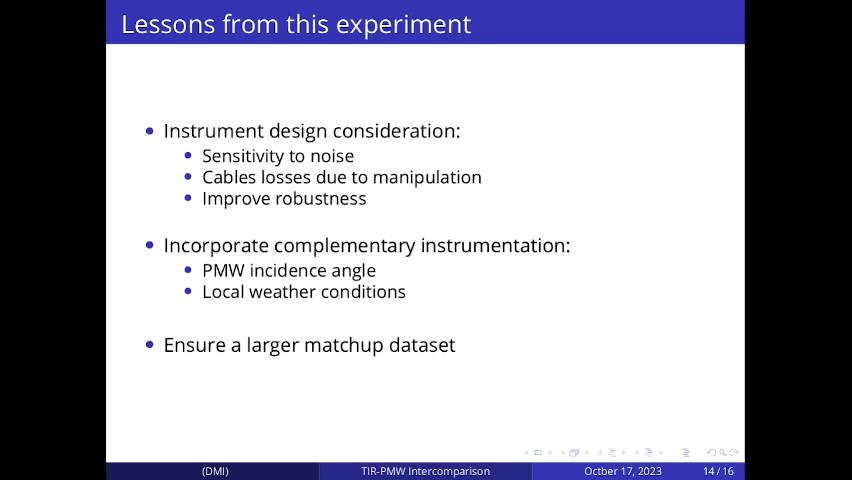 Lessons from this experiment
• Instrument design consideration:
• Sensitivity to noise
• Cables losses due to manipulation
• Improve robustness
• Incorporate complementary instrumentation:
• PMW incidence angle
• Local weather conditions
• Ensure a larger matchup dataset
(DMI) TIR-PMW Intercomparison Octber 17, 2023 14/16